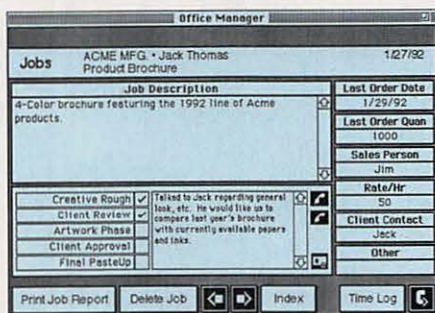 Office Manager
Jobs
ACME MFG. • Jack Thomas
1/27/92
Product Brochure
Job Description
4-Color brochure featuring the 1992 line of Acme
products.
Last Order Date
1/29/92
Last Order Quan
1000
Sales Person
Jim
Rate/Hr
50
Client Contact
Jack
Other
Creative Rough ✓
Client Review ✓
Artwork Phase
Client Approval
Final PasteUp
Talked to Jack regarding general
look, etc. He would like us to
compare last year's brochure
with currently available papers
and inks.
Print Job Report
Delete Job
Index
Time Log